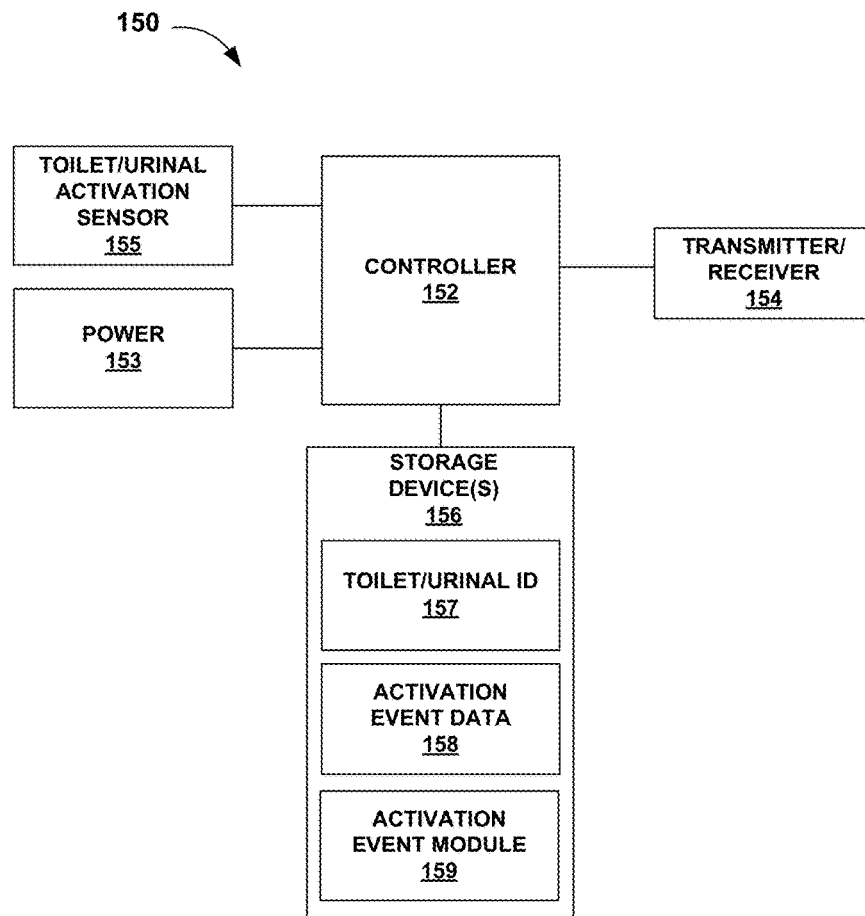 150
TOILET/URINAL
ACTIVATION
SENSOR
155
POWER
153
CONTROLLER
152
TRANSMITTER/
RECEIVER
154
STORAGE
DEVICE(S)
156
TOILET/URINAL ID
157
ACTIVATION
EVENT DATA
158
ACTIVATION
EVENT MODULE
159